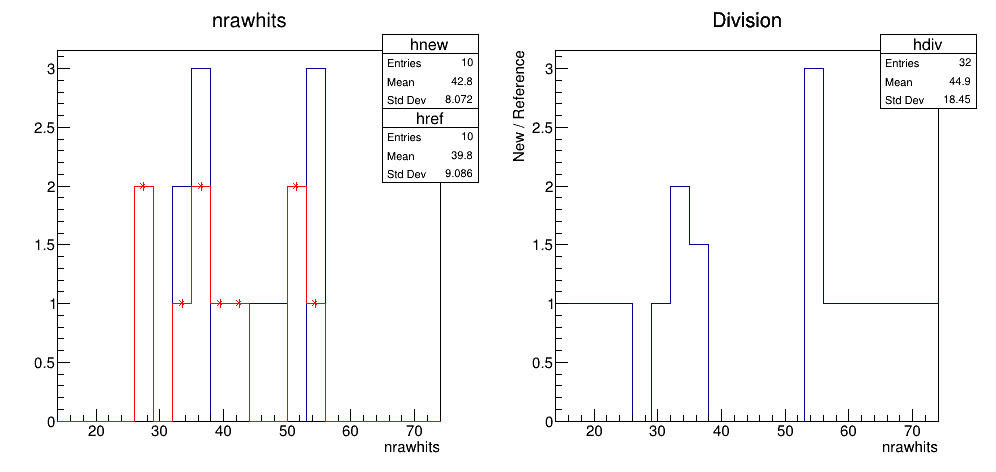 nrawhits
hnew
Entries 10
Mean 42.8
Std Dev 8.072
href
Entries 10
Mean 39.8
Std Dev 9.086
3
2.5
2
1.5
1
0.5
0
20 30 40 50 60 70
nrawhits
Division
hdiv
Entries 32
Mean 44.9
Std Dev 18.45
New / Reference
3
2.5
2
1.5
1
0.5
0
20 30 40 50 60 70
nrawhits